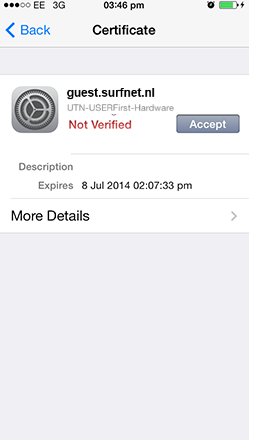 EE 3G 03:46 pm
Back Certificate
guest.surfnet.nl
UTN-USERFirst-Hardware
Not Verified Accept
Description
Expires 8 Jul 2014 02:07:33 pm
More Details